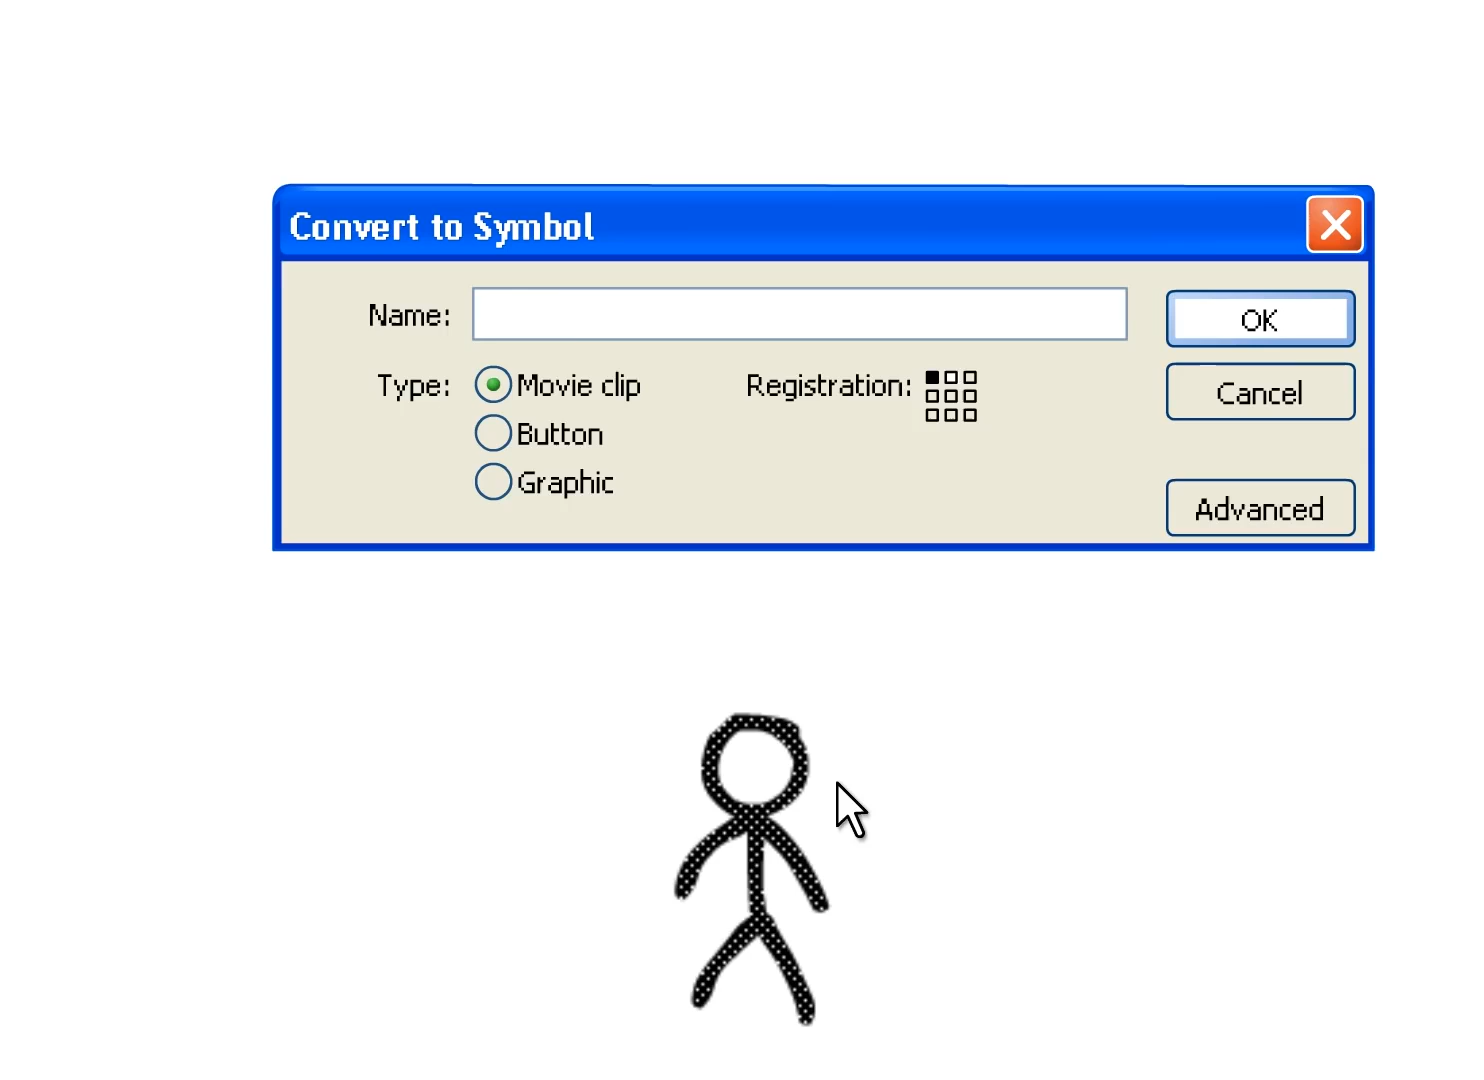 Convert to Symbol
Name:
OK
Type: Movie clip Registration:
Cancel
Button
Graphic
Advanced